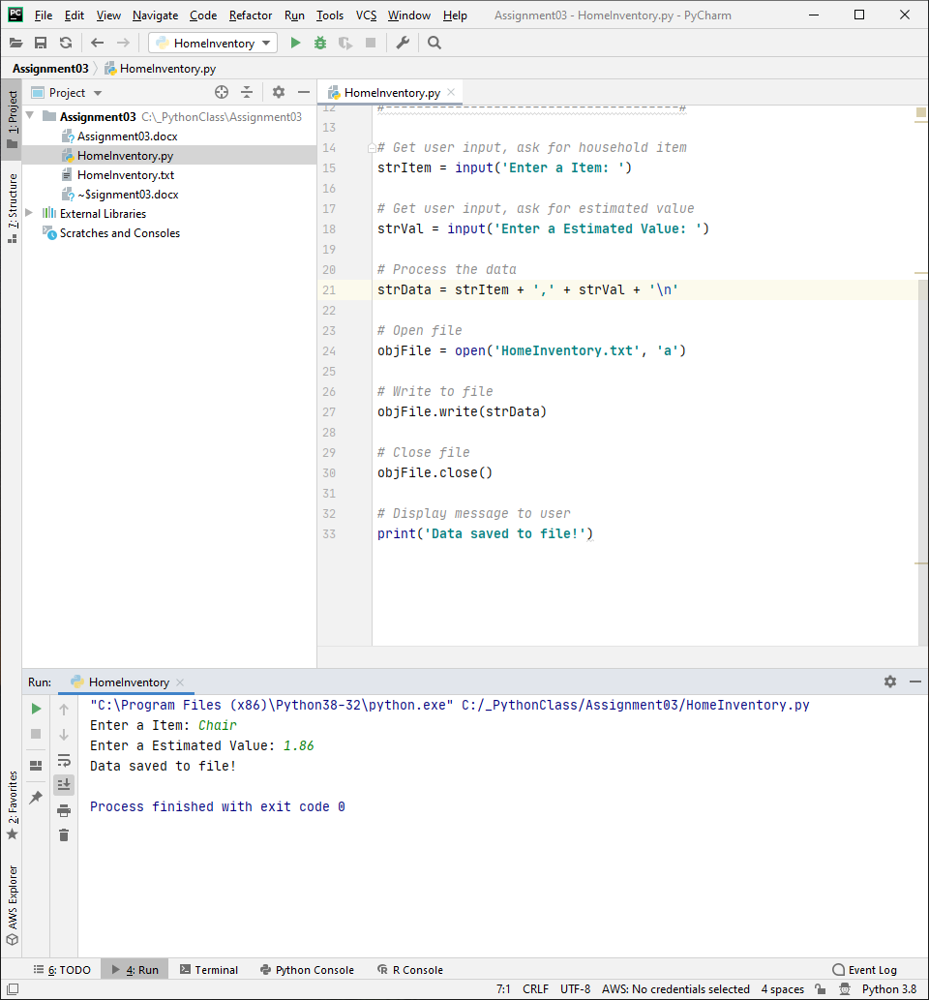 PC File Edit View Navigate Code Refactor Run Tools VCS Window Help Assignment03 - HomeInventory.py - PyCharm
HomeInventory
Assignment03 HomeInventory.py
1: Project
7: Structure
2: Favorites
AWS Explorer
Project
Assignment03 C:\_PythonClass\Assignment03
Assignment03.docx
HomeInventory.py
HomeInventory.txt
~$signment03.docx
External Libraries
Scratches and Consoles
HomeInventory.py
12 #--------------------------------------#
13
14 # Get user input, ask for household item
15 strItem = input('Enter a Item: ')
16
17 # Get user input, ask for estimated value
18 strVal = input('Enter a Estimated Value: ')
19
20 # Process the data
21 strData = strItem + ',' + strVal + '\n'
22
23 # Open file
24 objFile = open('HomeInventory.txt', 'a')
25
26 # Write to file
27 objFile.write(strData)
28
29 # Close file
30 objFile.close()
31
32 # Display message to user
33 print('Data saved to file!')
Run: HomeInventory
"C:\Program Files (x86)\Python38-32\python.exe" C:/_PythonClass/Assignment03/HomeInventory.py
Enter a Item: Chair
Enter a Estimated Value: 1.86
Data saved to file!
Process finished with exit code 0
6: TODO 4: Run Terminal Python Console R R Console Event Log
7:1 CRLF UTF-8 AWS: No credentials selected 4 spaces Python 3.8